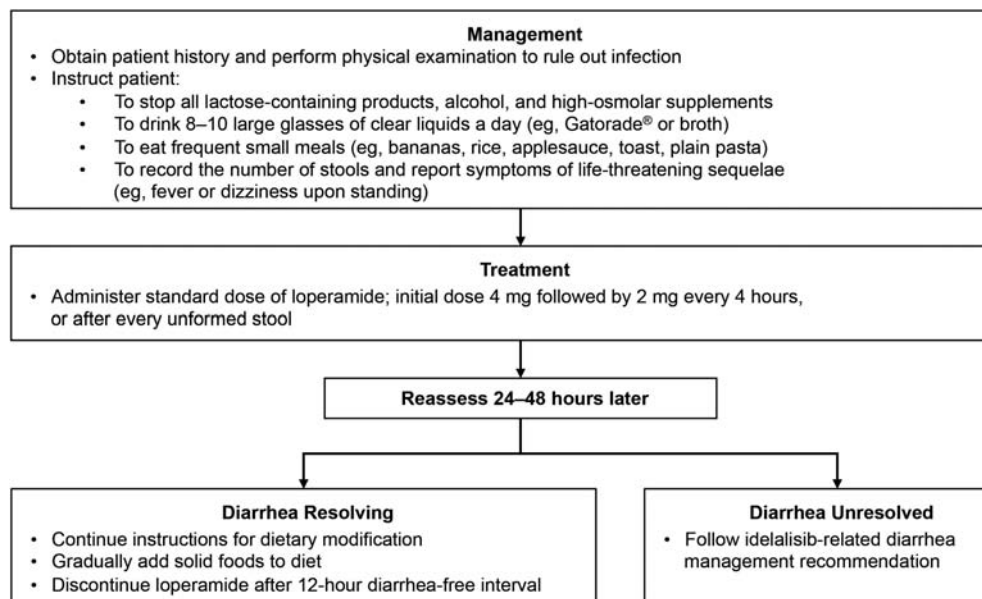 Management
• Obtain patient history and perform physical examination to rule out infection
• Instruct patient:
• To stop all lactose-containing products, alcohol, and high-osmolar supplements
• To drink 8–10 large glasses of clear liquids a day (eg, Gatorade® or broth)
• To eat frequent small meals (eg, bananas, rice, applesauce, toast, plain pasta)
• To record the number of stools and report symptoms of life-threatening sequelae
(eg, fever or dizziness upon standing)
Treatment
• Administer standard dose of loperamide; initial dose 4 mg followed by 2 mg every 4 hours,
or after every unformed stool
Reassess 24–48 hours later
Diarrhea Resolving
• Continue instructions for dietary modification
• Gradually add solid foods to diet
• Discontinue loperamide after 12-hour diarrhea-free interval
Diarrhea Unresolved
• Follow idelalisib-related diarrhea
management recommendation